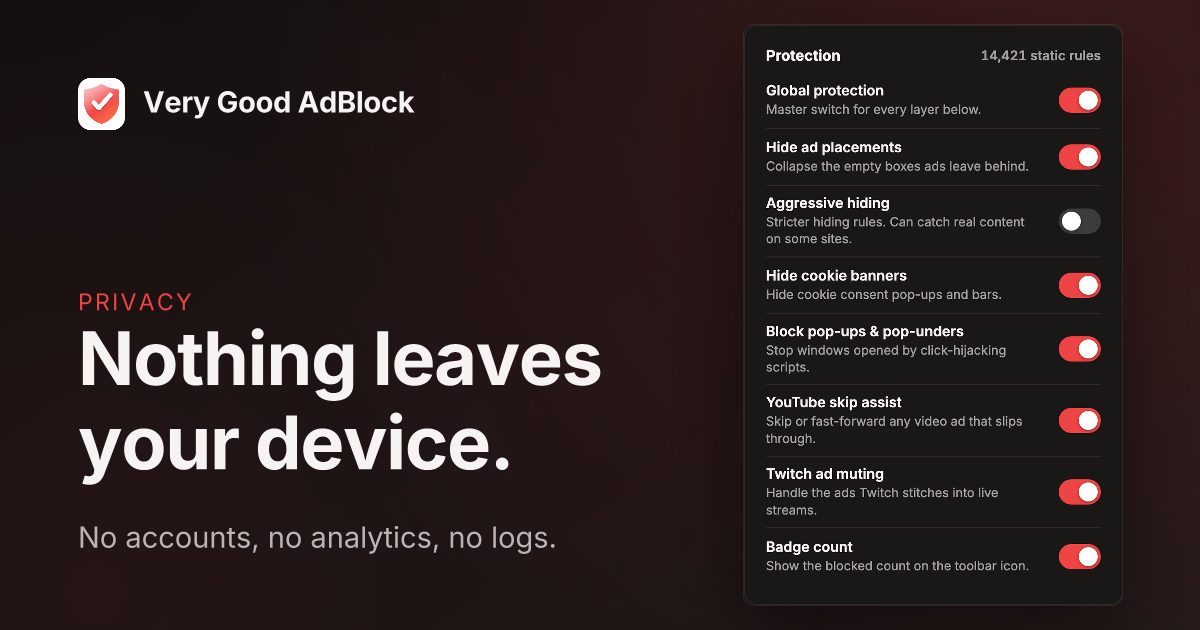 Very Good AdBlock
PRIVACY
Nothing leaves
your device.
No accounts, no analytics, no logs.
Protection
14,421 static rules
Global protection
Master switch for every layer below.
Hide ad placements
Collapse the empty boxes ads leave behind.
Aggressive hiding
Stricter hiding rules. Can catch real content
on some sites.
Hide cookie banners
Hide cookie consent pop-ups and bars.
Block pop-ups & pop-unders
Stop windows opened by click-hijacking
scripts.
YouTube skip assist
Skip or fast-forward any video ad that slips
through.
Twitch ad muting
Handle the ads Twitch stitches into live
streams.
Badge count
Show the blocked count on the toolbar icon.